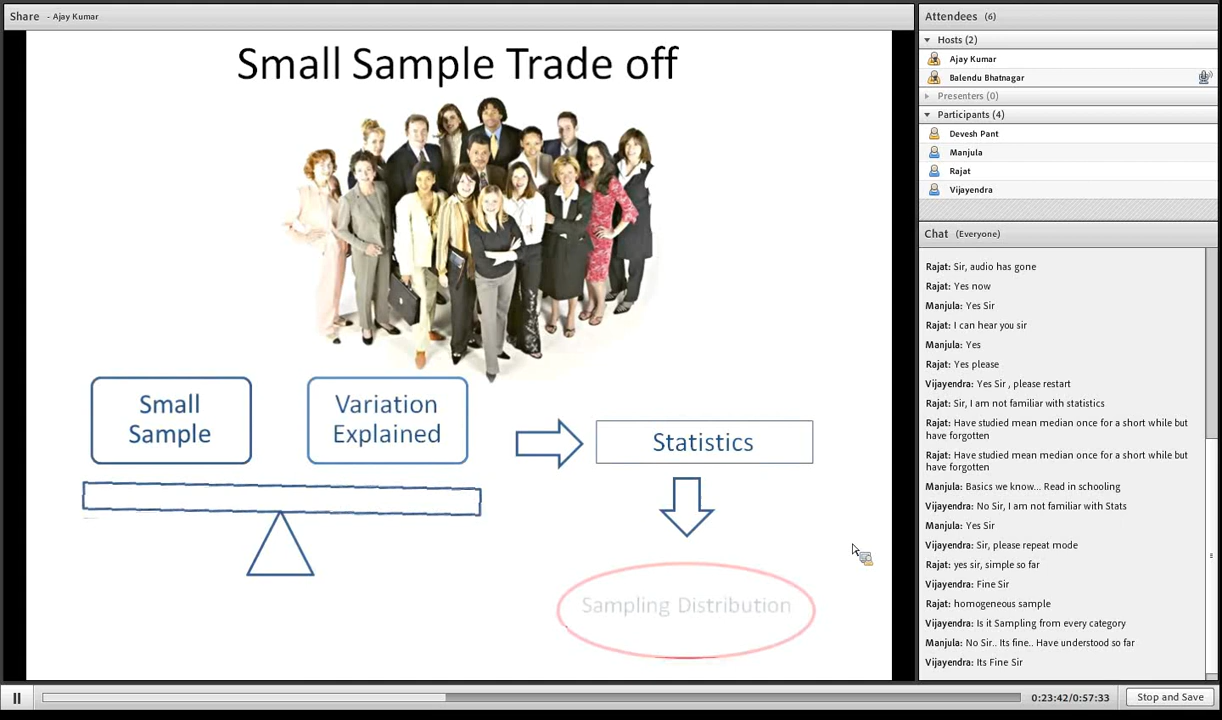 Share - Ajay Kumar
Small Sample Trade off
Small
Sample
Variation
Explained
Statistics
Sampling Distribution
Attendees (6)
Hosts (2)
Ajay Kumar
Balendu Bhatnagar
Presenters (0)
Participants (4)
Devesh Pant
Manjula
Rajat
Vijayendra
Chat (Everyone)
Rajat: Sir, audio has gone
Rajat: Yes now
Manjula: Yes Sir
Rajat: I can hear you sir
Manjula: Yes
Rajat: Yes please
Vijayendra: Yes Sir , please restart
Rajat: Sir, I am not familiar with statistics
Rajat: Have studied mean median once for a short while but
have forgotten
Rajat: Have studied mean median once for a short while but
have forgotten
Manjula: Basics we know... Read in schooling
Vijayendra: No Sir, I am not familiar with Stats
Manjula: Yes Sir
Vijayendra: Sir, please repeat mode
Rajat: yes sir, simple so far
Vijayendra: Fine Sir
Rajat: homogeneous sample
Vijayendra: Is it Sampling from every category
Manjula: No Sir.. Its fine.. Have understood so far
Vijayendra: Its Fine Sir
0:23:42/0:57:33
Stop and Save